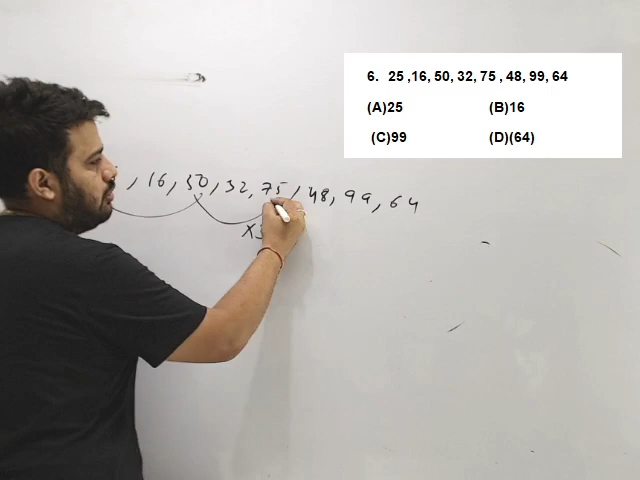 6. 25 ,16, 50, 32, 75 , 48, 99, 64
(A)25 (B)16
(C)99 (D)(64)
, 16, 50, 32, 75, 48, 99, 64
X3